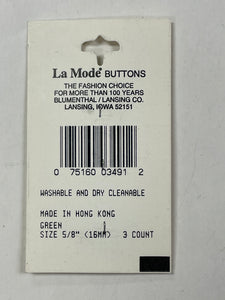 La Mode® BUTTONS
THE FASHION CHOICE
FOR MORE THAN 100 YEARS
BLUMENTHAL / LANSING CO.
LANSING, IOWA 52151
0 75160 03491 2
WASHABLE AND DRY CLEANABLE
MADE IN HONG KONG
GREEN
SIZE 5/8" (16MM) 3 COUNT